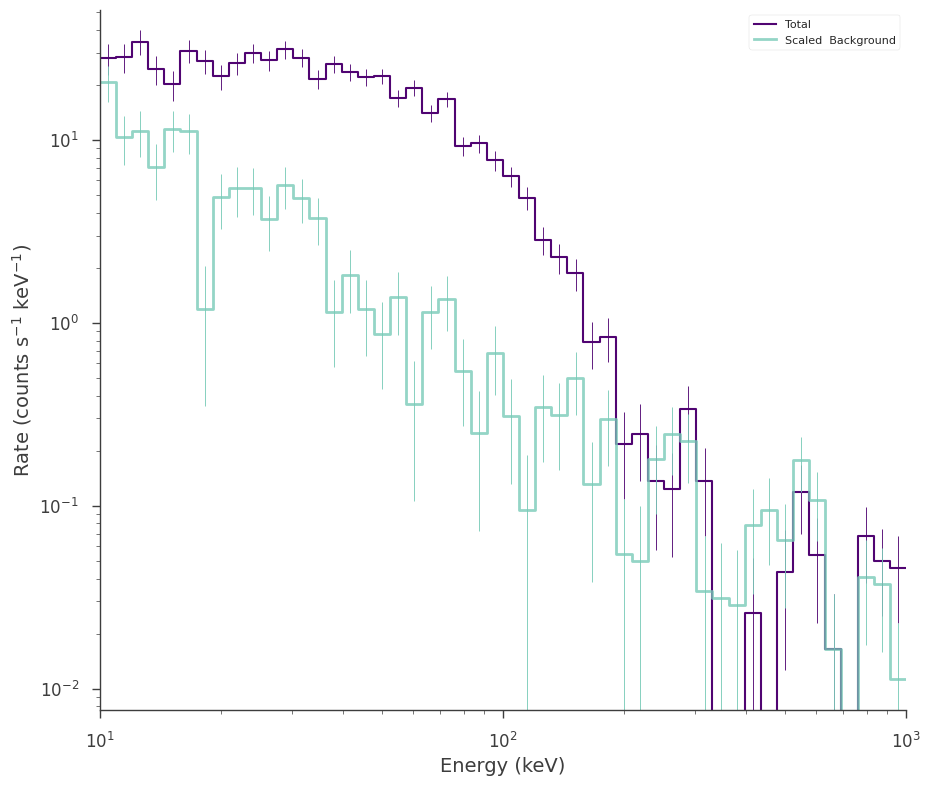 Total
Scaled  Background
Rate (counts s⁻¹ keV⁻¹)
10¹
10⁰
10⁻¹
10⁻²
10¹ 10² 10³
Energy (keV)